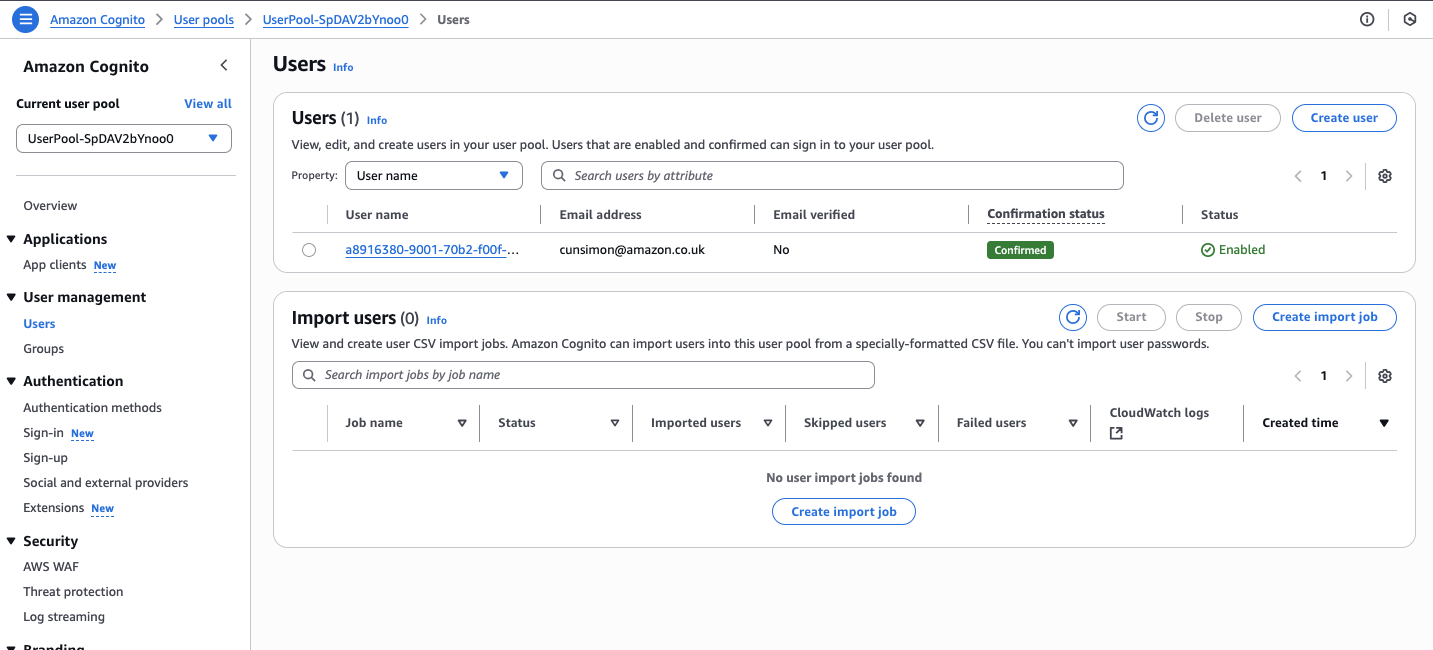 Amazon Cognito > User pools > UserPool-SpDAV2bYnoo0 > Users
Amazon Cognito
Current user pool View all
UserPool-SpDAV2bYnoo0
Overview
Applications
App clients New
User management
Users
Groups
Authentication
Authentication methods
Sign-in New
Sign-up
Social and external providers
Extensions New
Security
AWS WAF
Threat protection
Log streaming
Branding
Users Info
Users (1) Info
Delete user
Create user
View, edit, and create users in your user pool. Users that are enabled and confirmed can sign in to your user pool.
Property: User name Search users by attribute 1
User name Email address Email verified Confirmation status Status
a8916380-9001-70b2-f00f-... cunsimon@amazon.co.uk No Confirmed Enabled
Import users (0) Info
Start
Stop
Create import job
View and create user CSV import jobs. Amazon Cognito can import users into this user pool from a specially-formatted CSV file. You can't import user passwords.
Search import jobs by job name 1
Job name Status Imported users Skipped users Failed users CloudWatch logs Created time
No user import jobs found
Create import job